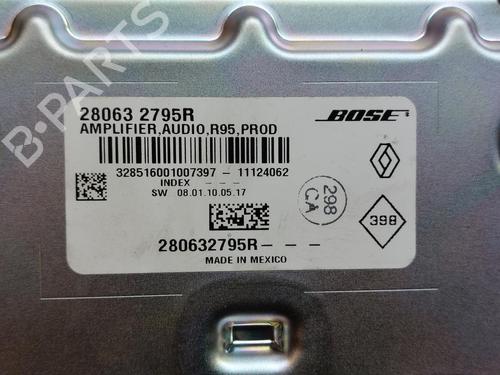 28063 2795R
BOSE
AMPLIFIER,AUDIO,R95,PROD
328516001007397 - 11124062
INDEX - - -
SW 08.01.10.05.17
298
CA
398
280632795R- - -
MADE IN MEXICO
B-PARTS